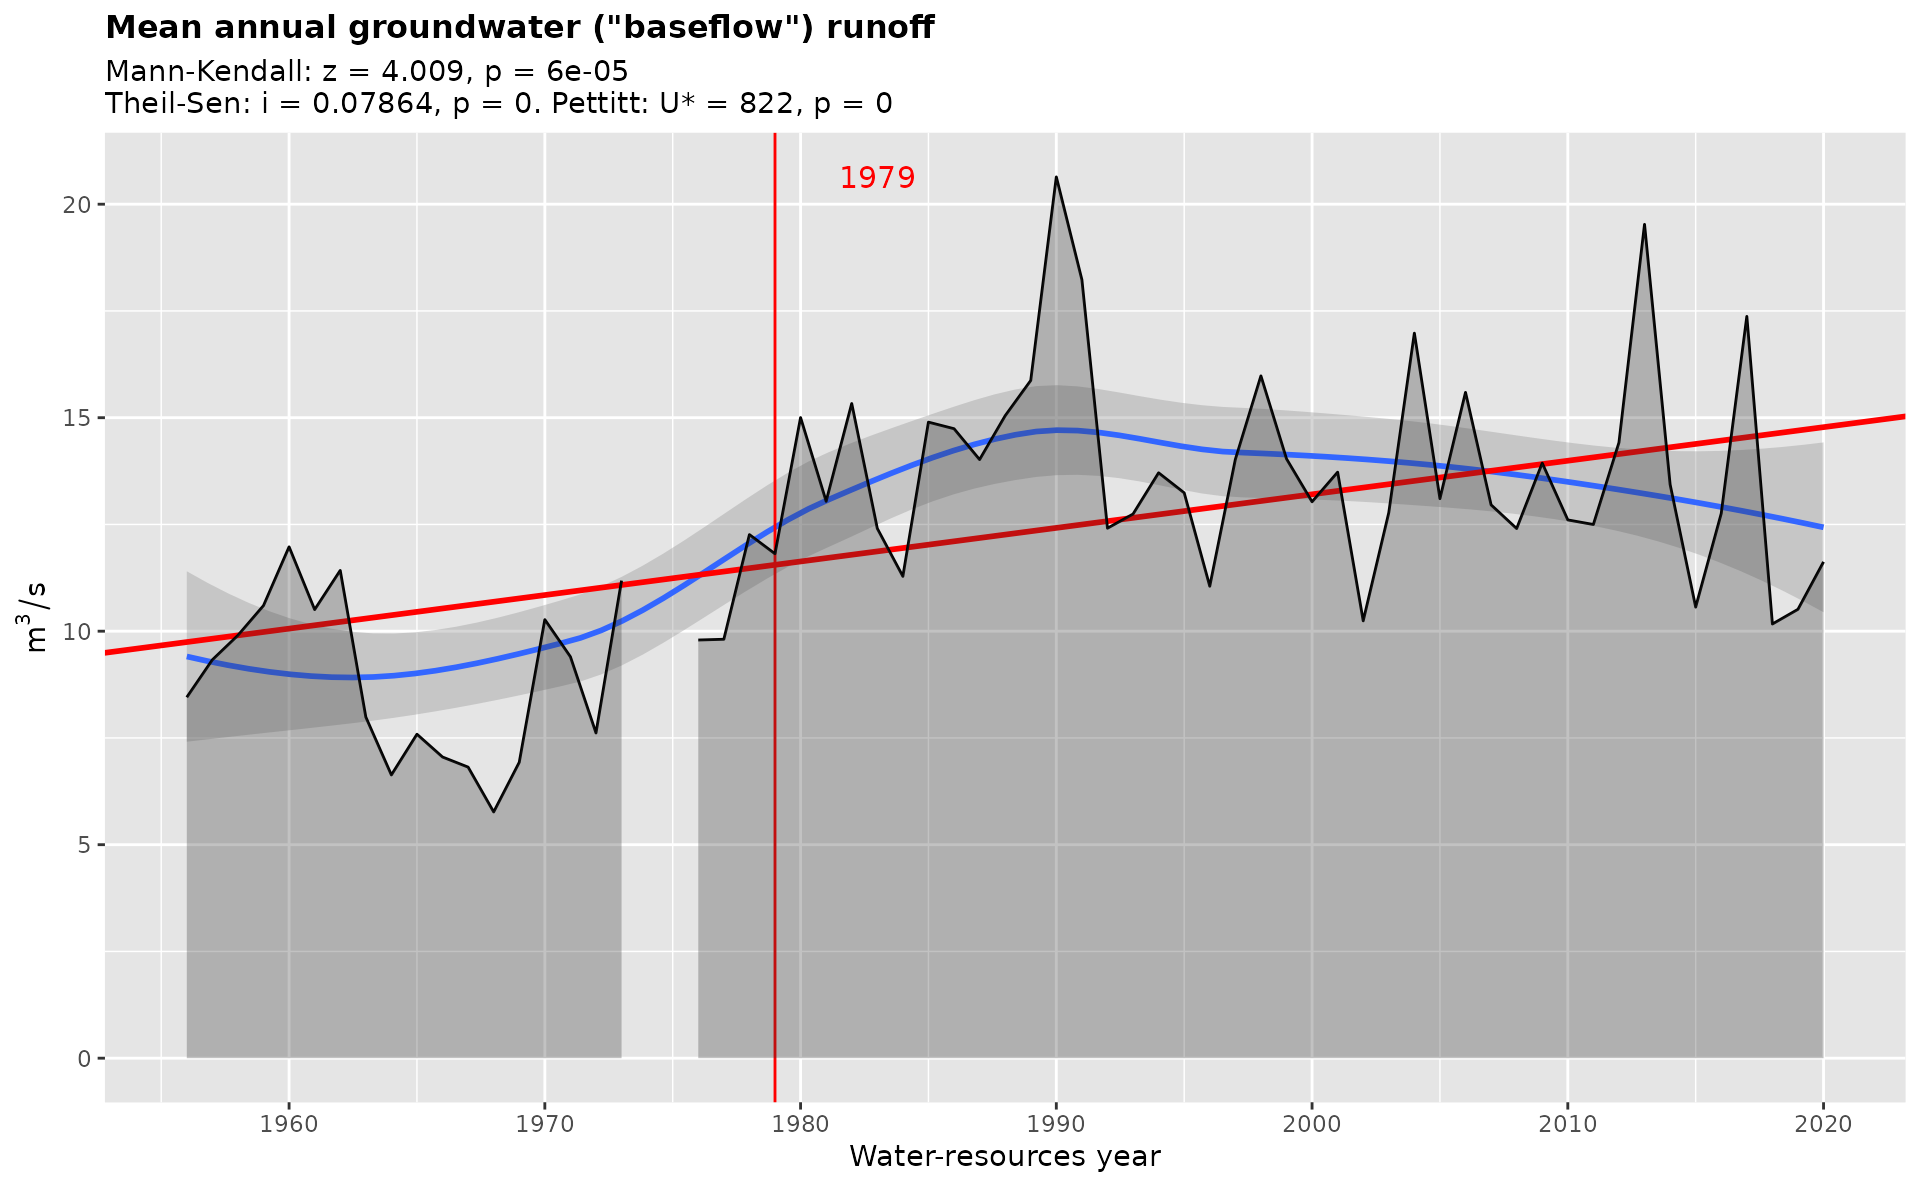 Mean annual groundwater ("baseflow") runoff
Mann-Kendall: z = 4.009, p = 6e-05
Theil-Sen: i = 0.07864, p = 0. Pettitt: U* = 822, p = 0
1979
20
15
10
5
0
m³/s
1960 1970 1980 1990 2000 2010 2020
Water-resources year